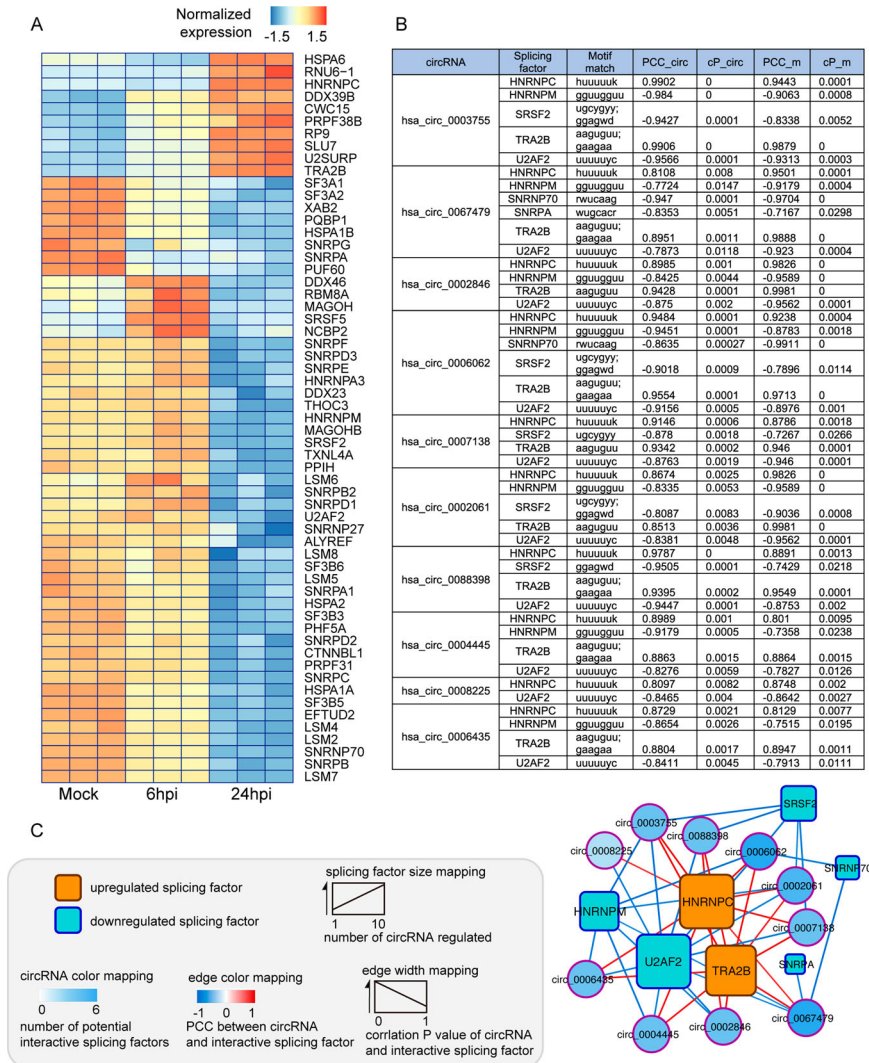 A
Normalized
expression
-1.5 1.5
HSPA6
RNU6-1
HNRNPC
DDX39B
CWC15
PRPF38B
RP9
SLU7
U2SURP
TRA2B
SF3A1
SF3A2
XAB2
PQBP1
HSPA1B
SNRPG
SNRPA
PUF60
DDX46
RBM8A
MAGOH
SRSF5
NCBP2
SNRPF
SNRPD3
SNRPE
HNRNPA3
DDX23
THOC3
HNRNPM
MAGOHB
SRSF2
TXNL4A
PPIH
LSM6
SNRPB2
SNRPD1
U2AF2
SNRNP27
ALYREF
LSM8
SF3B6
LSM5
SNRPA1
HSPA2
SF3B3
PHF5A
SNRPD2
CTNNBL1
PRPF31
SNRPC
HSPA1A
SF3B5
EFTUD2
LSM4
LSM2
SNRNP70
SNRPB
LSM7
Mock 6hpi 24hpi
B
circRNA Splicing factor Motif match PCC_circ cP_circ PCC_m cP_m
hsa_circ_0003755
HNRNPC huuuuuk 0.9902 0 0.9443 0.0001
HNRNPM gguugguu -0.984 0 -0.9063 0.0008
SRSF2 ugcygyy; ggagwd -0.9427 0.0001 -0.8338 0.0052
TRA2B aaguguu; gaagaa 0.9906 0 0.9879 0
U2AF2 uuuuuyc -0.9566 0.0001 -0.9313 0.0003
hsa_circ_0067479
HNRNPC huuuuuk 0.8108 0.008 0.9501 0.0001
HNRNPM gguugguu -0.7724 0.0147 -0.9179 0.0004
SNRNP70 rwucaag -0.947 0.0001 -0.9704 0
SNRPA wugcacr -0.8353 0.0051 -0.7167 0.0298
TRA2B aaguguu; gaagaa 0.8951 0.0011 0.9888 0
U2AF2 uuuuuyc -0.7873 0.0118 -0.923 0.0004
hsa_circ_0002846
HNRNPC huuuuuk 0.8985 0.001 0.9826 0
HNRNPM gguugguu -0.8425 0.0044 -0.9589 0
TRA2B aaguguu 0.9428 0.0001 0.9981 0
U2AF2 uuuuuyc -0.875 0.002 -0.9562 0.0001
hsa_circ_0006062
HNRNPC huuuuuk 0.9484 0.0001 0.9238 0.0004
HNRNPM gguugguu -0.9451 0.0001 -0.8783 0.0018
SNRNP70 rwucaag -0.8635 0.00027 -0.9911 0
SRSF2 ugcygyy; ggagwd -0.9018 0.0009 -0.7896 0.0114
TRA2B aaguguu; gaagaa 0.9554 0.0001 0.9713 0
U2AF2 uuuuuyc -0.9156 0.0005 -0.8976 0.001
hsa_circ_0007138
HNRNPC huuuuuk 0.9146 0.0006 0.8786 0.0018
SRSF2 ugcygyy -0.878 0.0018 -0.7267 0.0266
TRA2B aaguguu 0.9342 0.0002 0.946 0.0001
U2AF2 uuuuuyc -0.8763 0.0019 -0.946 0.0001
hsa_circ_0002061
HNRNPC huuuuuk 0.8674 0.0025 0.9826 0
HNRNPM gguugguu -0.8335 0.0053 -0.9589 0
SRSF2 ugcygyy; ggagwd -0.8087 0.0083 -0.9036 0.0008
TRA2B aaguguu 0.8513 0.0036 0.9981 0
U2AF2 uuuuuyc -0.8381 0.0048 -0.9562 0.0001
hsa_circ_0088398
HNRNPC huuuuuk 0.9787 0 0.8891 0.0013
SRSF2 ggagwd -0.9505 0.0001 -0.7429 0.0218
TRA2B aaguguu; gaagaa 0.9395 0.0002 0.9549 0.0001
U2AF2 uuuuuyc -0.9447 0.0001 -0.8753 0.002
hsa_circ_0004445
HNRNPC huuuuuk 0.8989 0.001 0.801 0.0095
HNRNPM gguugguu -0.9179 0.0005 -0.7358 0.0238
TRA2B aaguguu; gaagaa 0.8863 0.0015 0.8864 0.0015
U2AF2 uuuuuyc -0.8276 0.0059 -0.7827 0.0126
hsa_circ_0008225
HNRNPC huuuuuk 0.8097 0.0082 0.8748 0.002
U2AF2 uuuuuyc -0.8465 0.004 -0.8642 0.0027
hsa_circ_0006435
HNRNPC huuuuuk 0.8729 0.0021 0.8129 0.0077
HNRNPM gguugguu -0.8654 0.0026 -0.7515 0.0195
TRA2B aaguguu; gaagaa 0.8804 0.0017 0.8947 0.0011
U2AF2 uuuuuyc -0.8411 0.0045 -0.7913 0.0111
C
upregulated splicing factor
downregulated splicing factor
splicing factor size mapping
1 10
number of circRNA regulated
circRNA color mapping
0 6
number of potential
interactive splicing factors
edge color mapping
-1 0 1
PCC between circRNA
and interactive splicing factor
edge width mapping
0 1
corrlation P value of circRNA
and interactive splicing factor
SRSF2
circ_0003755
circ_0088398
circ_0008225
circ_0006062
SNRNP70
circ_0002061
HNRNPC
HNRNPM
circ_0007138
U2AF2
TRA2B
SNRPA
circ_0006435
circ_0067479
circ_0004445
circ_0002846